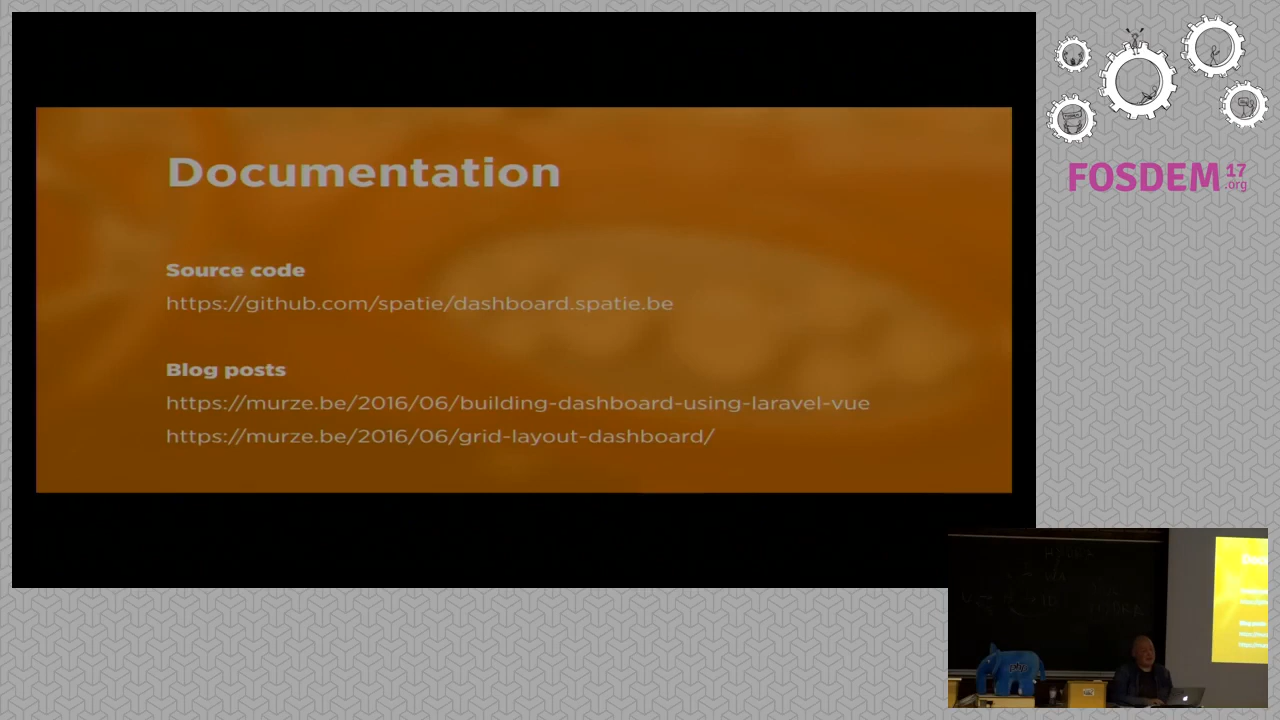 Documentation
Source code
https://github.com/spatie/dashboard.spatie.be
Blog posts
https://murze.be/2016/06/building-dashboard-using-laravel-vue
https://murze.be/2016/06/grid-layout-dashboard/
FOSDEM 17
.org
php